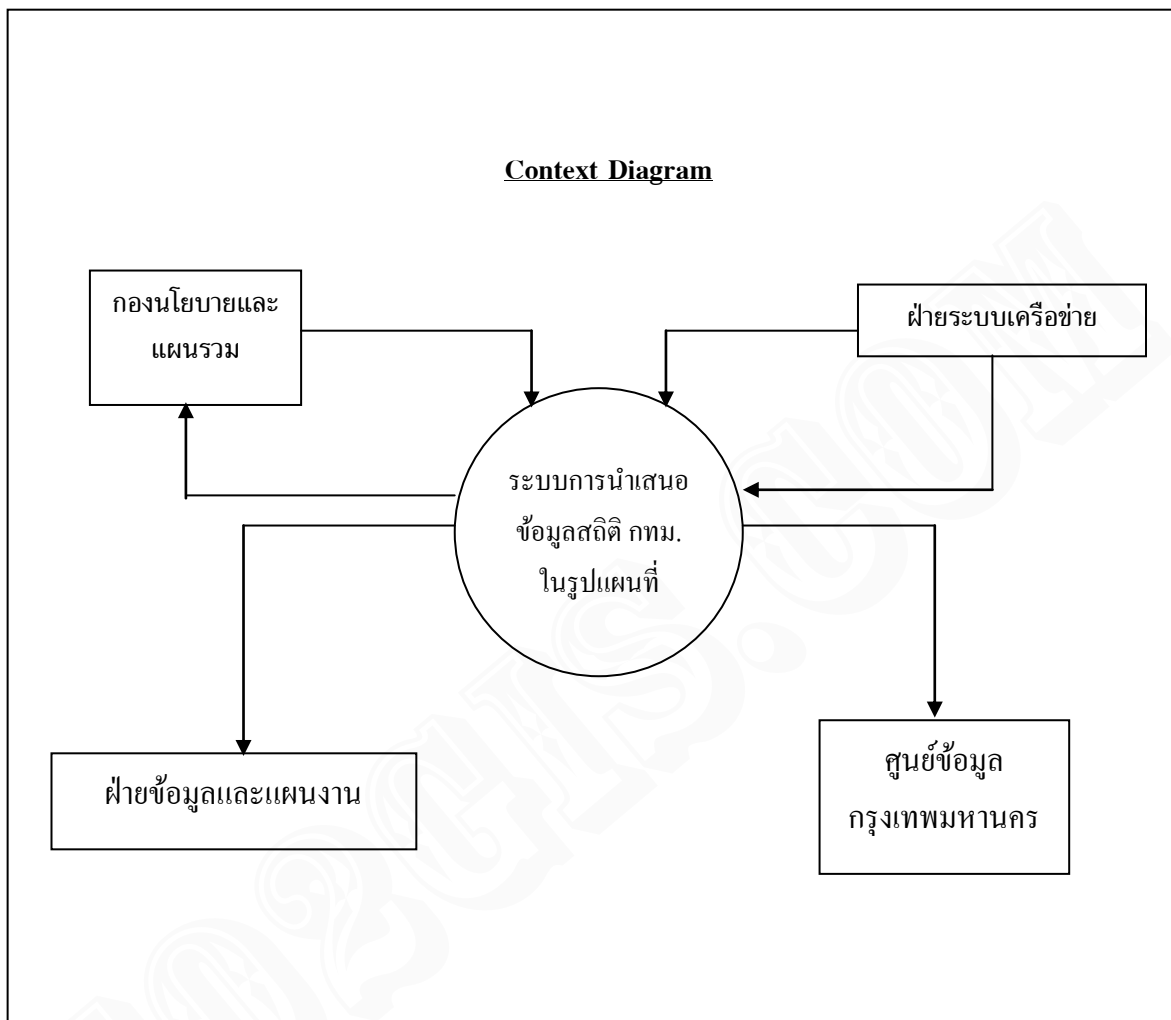 Context Diagram
กองนโยบายและ
แผนรวม
ฝ่ายระบบเครือข่าย
ระบบการนำเสนอ
ข้อมูลสถิติ กทม.
ในรูปแผนที่
ฝ่ายข้อมูลและแผนงาน
ศูนย์ข้อมูล
กรุงเทพมหานคร